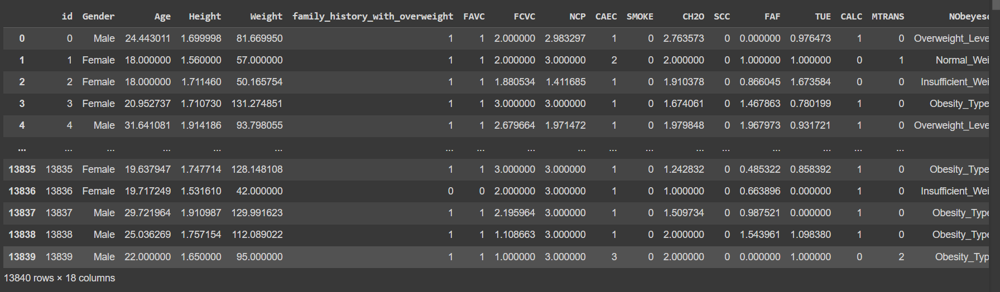 id Gender Age Height Weight family_history_with_overweight FAVC FCVC NCP CAEC SMOKE CH2O SCC FAF TUE CALC MTRANS NObeyesd
0 0 Male 24.443011 1.699998 81.669950 1 1 2.000000 2.983297 1 0 2.763573 0 0.000000 0.976473 1 0 Overweight_Leve
1 1 Female 18.000000 1.560000 57.000000 1 1 2.000000 3.000000 2 0 2.000000 0 1.000000 1.000000 0 1 Normal_Wei
2 2 Female 18.000000 1.711460 50.165754 1 1 1.880534 1.411685 1 0 1.910378 0 0.866045 1.673584 0 0 Insufficient_Wei
3 3 Female 20.952737 1.710730 131.274851 1 1 3.000000 3.000000 1 0 1.674061 0 1.467863 0.780199 1 0 Obesity_Type
4 4 Male 31.641081 1.914186 93.798055 1 1 2.679664 1.971472 1 0 1.979848 0 1.967973 0.931721 1 0 Overweight_Leve
... ... ... ... ... ... ... ... ... ... ... ... ... ... ... ... ... ...
13835 13835 Female 19.637947 1.747714 128.148108 1 1 3.000000 3.000000 1 0 1.242832 0 0.485322 0.858392 1 0 Obesity_Type
13836 13836 Female 19.717249 1.531610 42.000000 0 0 2.000000 3.000000 1 0 1.000000 0 0.663896 0.000000 1 0 Insufficient_Wei
13837 13837 Male 29.721964 1.910987 129.991623 1 1 2.195964 3.000000 1 0 1.509734 0 0.987521 0.000000 1 0 Obesity_Type
13838 13838 Male 25.036269 1.757154 112.089022 1 1 1.108663 3.000000 1 0 2.000000 0 1.543961 1.098380 1 0 Obesity_Type
13839 13839 Male 22.000000 1.650000 95.000000 1 1 1.000000 3.000000 3 0 2.000000 0 0.000000 1.000000 0 2 Obesity_Typ
13840 rows × 18 columns